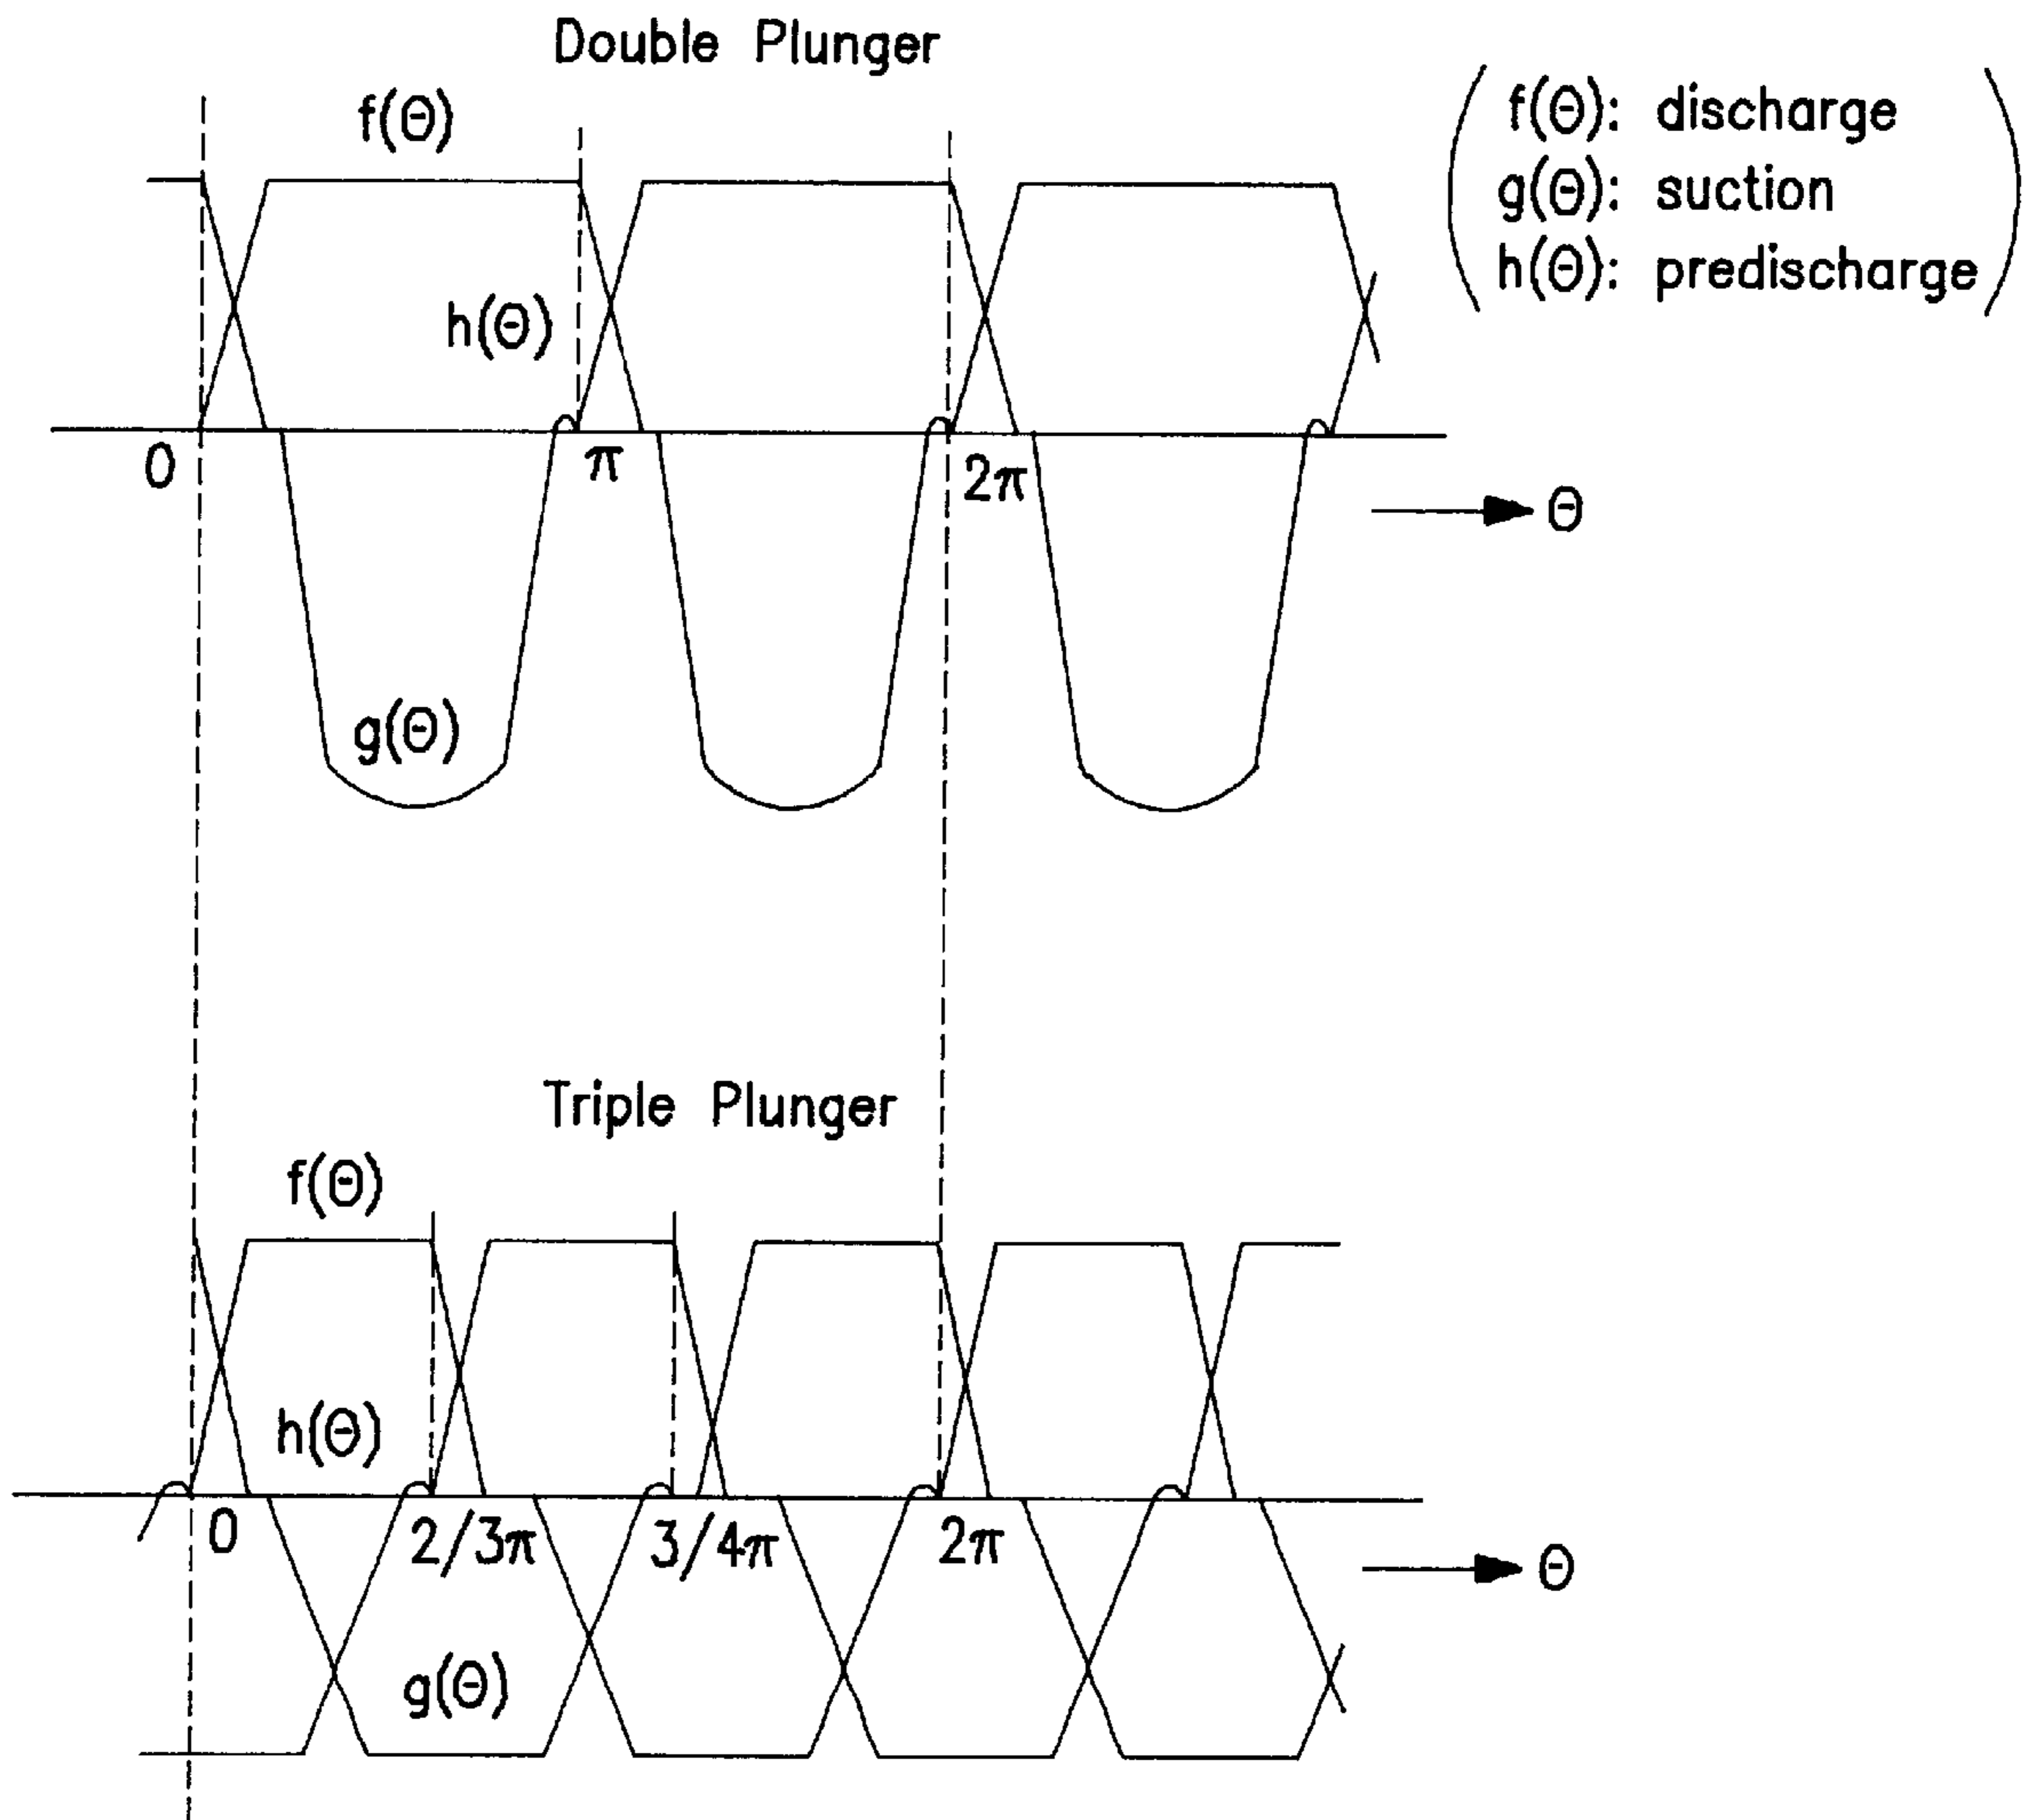 Double Plunger
f(Θ)
f(Θ): discharge
g(Θ): suction
h(Θ): predischarge
h(Θ)
0
π
2π
Θ
g(Θ)
Triple Plunger
f(Θ)
h(Θ)
0
2/3π
3/4π
2π
Θ
g(Θ)